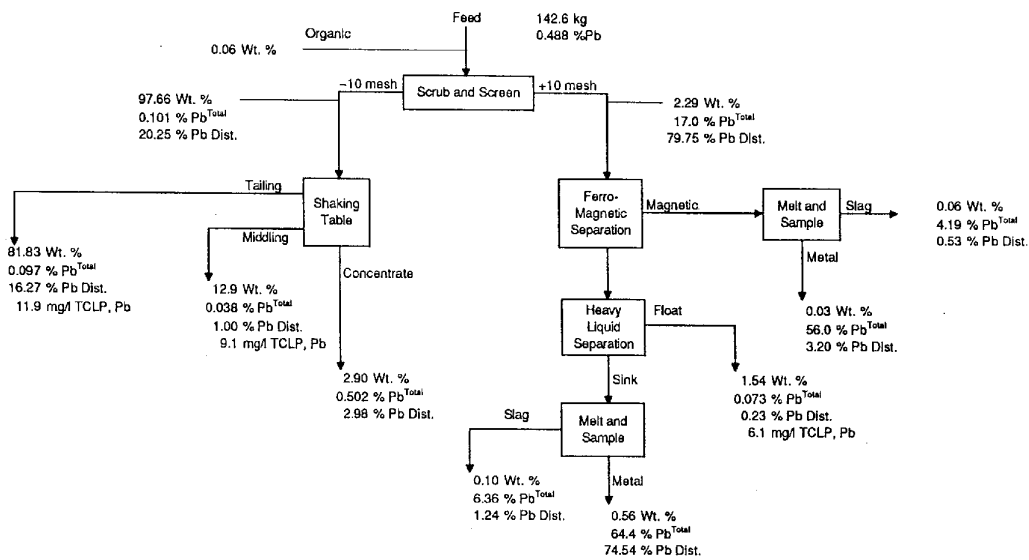 Feed
142.6 kg
0.488 %Pb
Organic
0.06 Wt. %
−10 mesh
Scrub and Screen
+10 mesh
97.66 Wt. %
0.101 % Pb Total
20.25 % Pb Dist.
2.29 Wt. %
17.0 % Pb Total
79.75 % Pb Dist.
Tailing
Shaking
Table
Middling
Concentrate
81.83 Wt. %
0.097 % Pb Total
16.27 % Pb Dist.
11.9 mg/l TCLP, Pb
12.9 Wt. %
0.038 % Pb Total
1.00 % Pb Dist.
9.1 mg/l TCLP, Pb
2.90 Wt. %
0.502 % Pb Total
2.98 % Pb Dist.
Ferro-
Magnetic
Separation
Magnetic
Melt and
Sample
Slag
0.06 Wt. %
4.19 % Pb Total
0.53 % Pb Dist.
Metal
0.03 Wt. %
56.0 % Pb Total
3.20 % Pb Dist.
Heavy
Liquid
Separation
Float
1.54 Wt. %
0.073 % Pb Total
0.23 % Pb Dist.
6.1 mg/l TCLP, Pb
Sink
Melt and
Sample
Slag
0.10 Wt. %
6.36 % Pb Total
1.24 % Pb Dist.
Metal
0.56 Wt. %
64.4 % Pb Total
74.54 % Pb Dist.